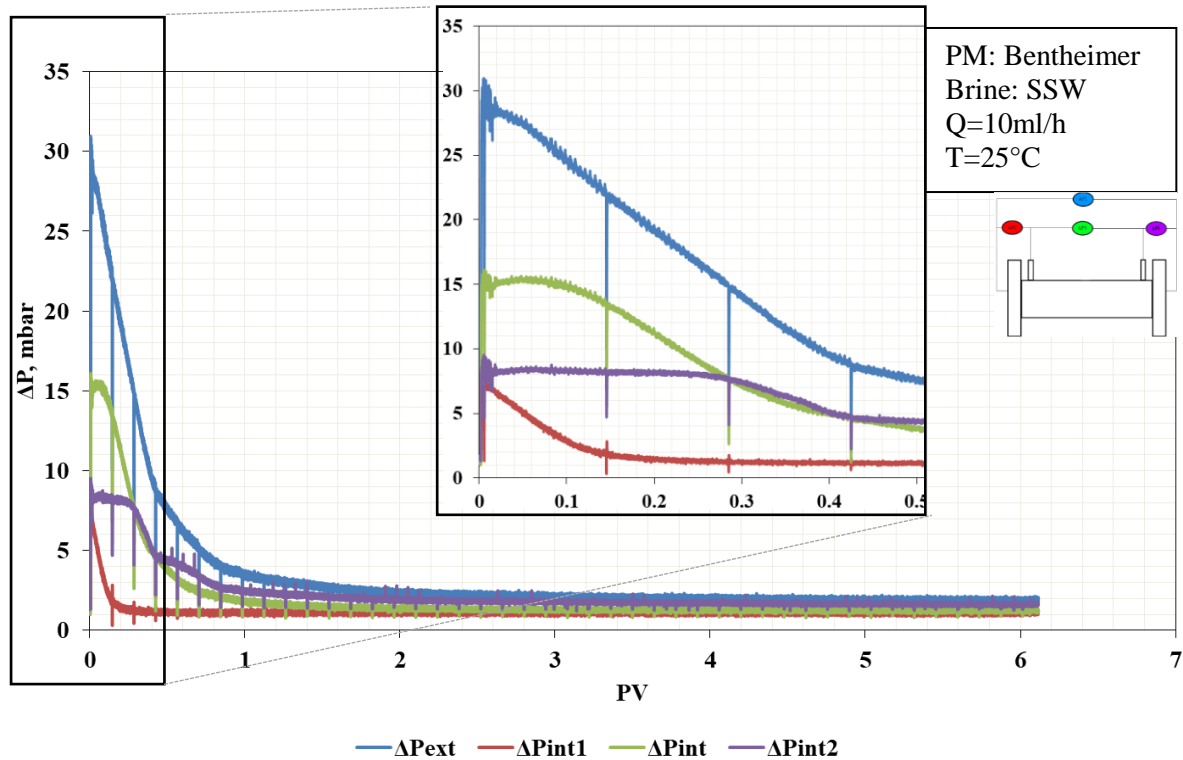 35
30
25
20
15
10
5
0
0 0.1 0.2 0.3 0.4 0.5
PM: Bentheimer
Brine: SSW
Q=10ml/h
T=25°C
ΔP, mbar
35
30
25
20
15
10
5
0
0 1 2 3 4 5 6 7
PV
ΔPext ΔPint1 ΔPint ΔPint2